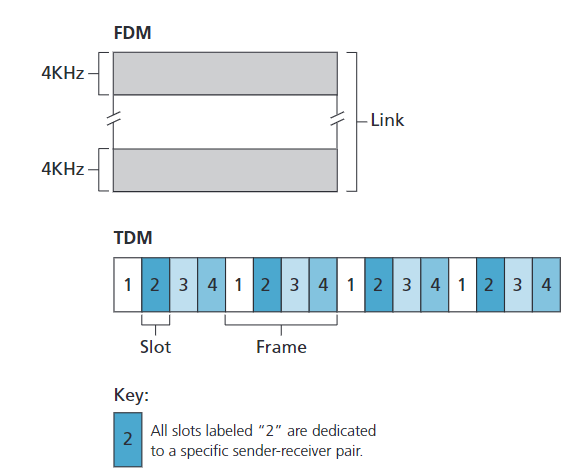 FDM
4KHz
Link
4KHz
TDM
1 2 3 4 1 2 3 4 1 2 3 4 1 2 3 4
Slot
Frame
Key:
2
All slots labeled “2” are dedicated
to a specific sender-receiver pair.